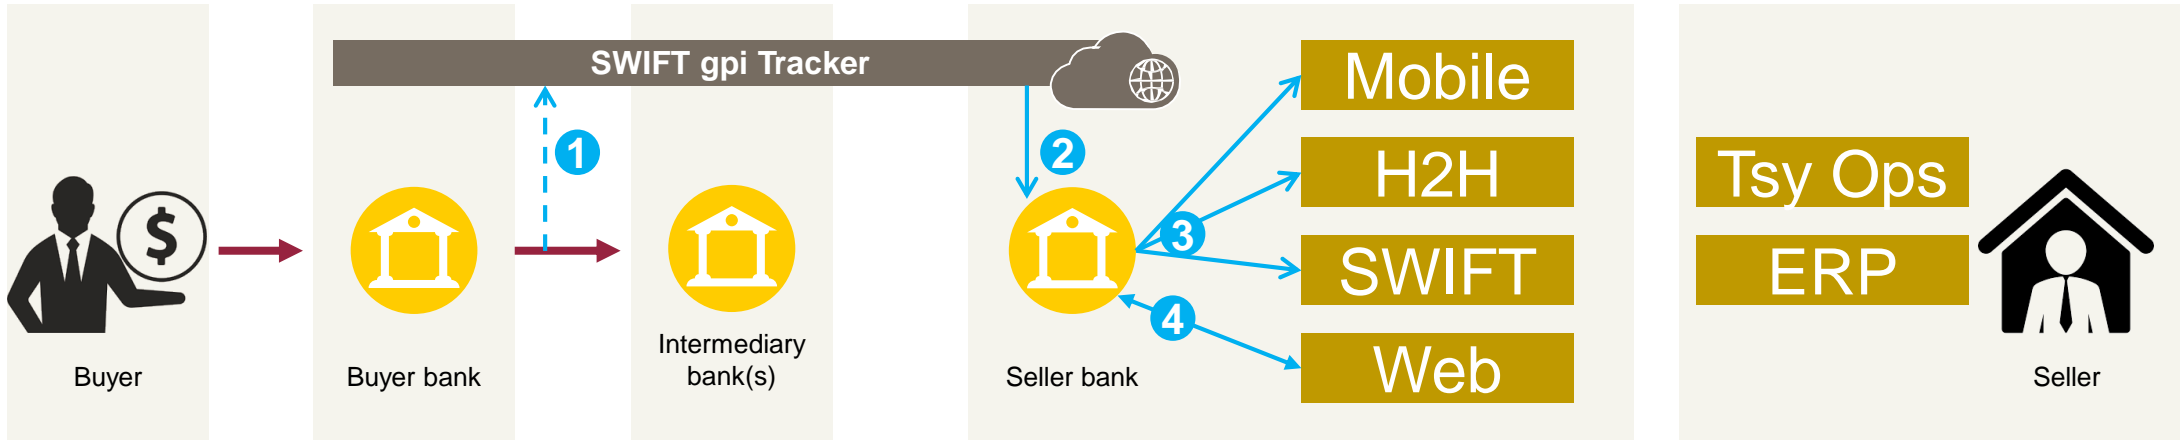 SWIFT gpi Tracker
1
2
3
4
Mobile
H2H
SWIFT
Web
Tsy Ops
ERP
$
Buyer
Buyer bank
Intermediary
bank(s)
Seller bank
Seller